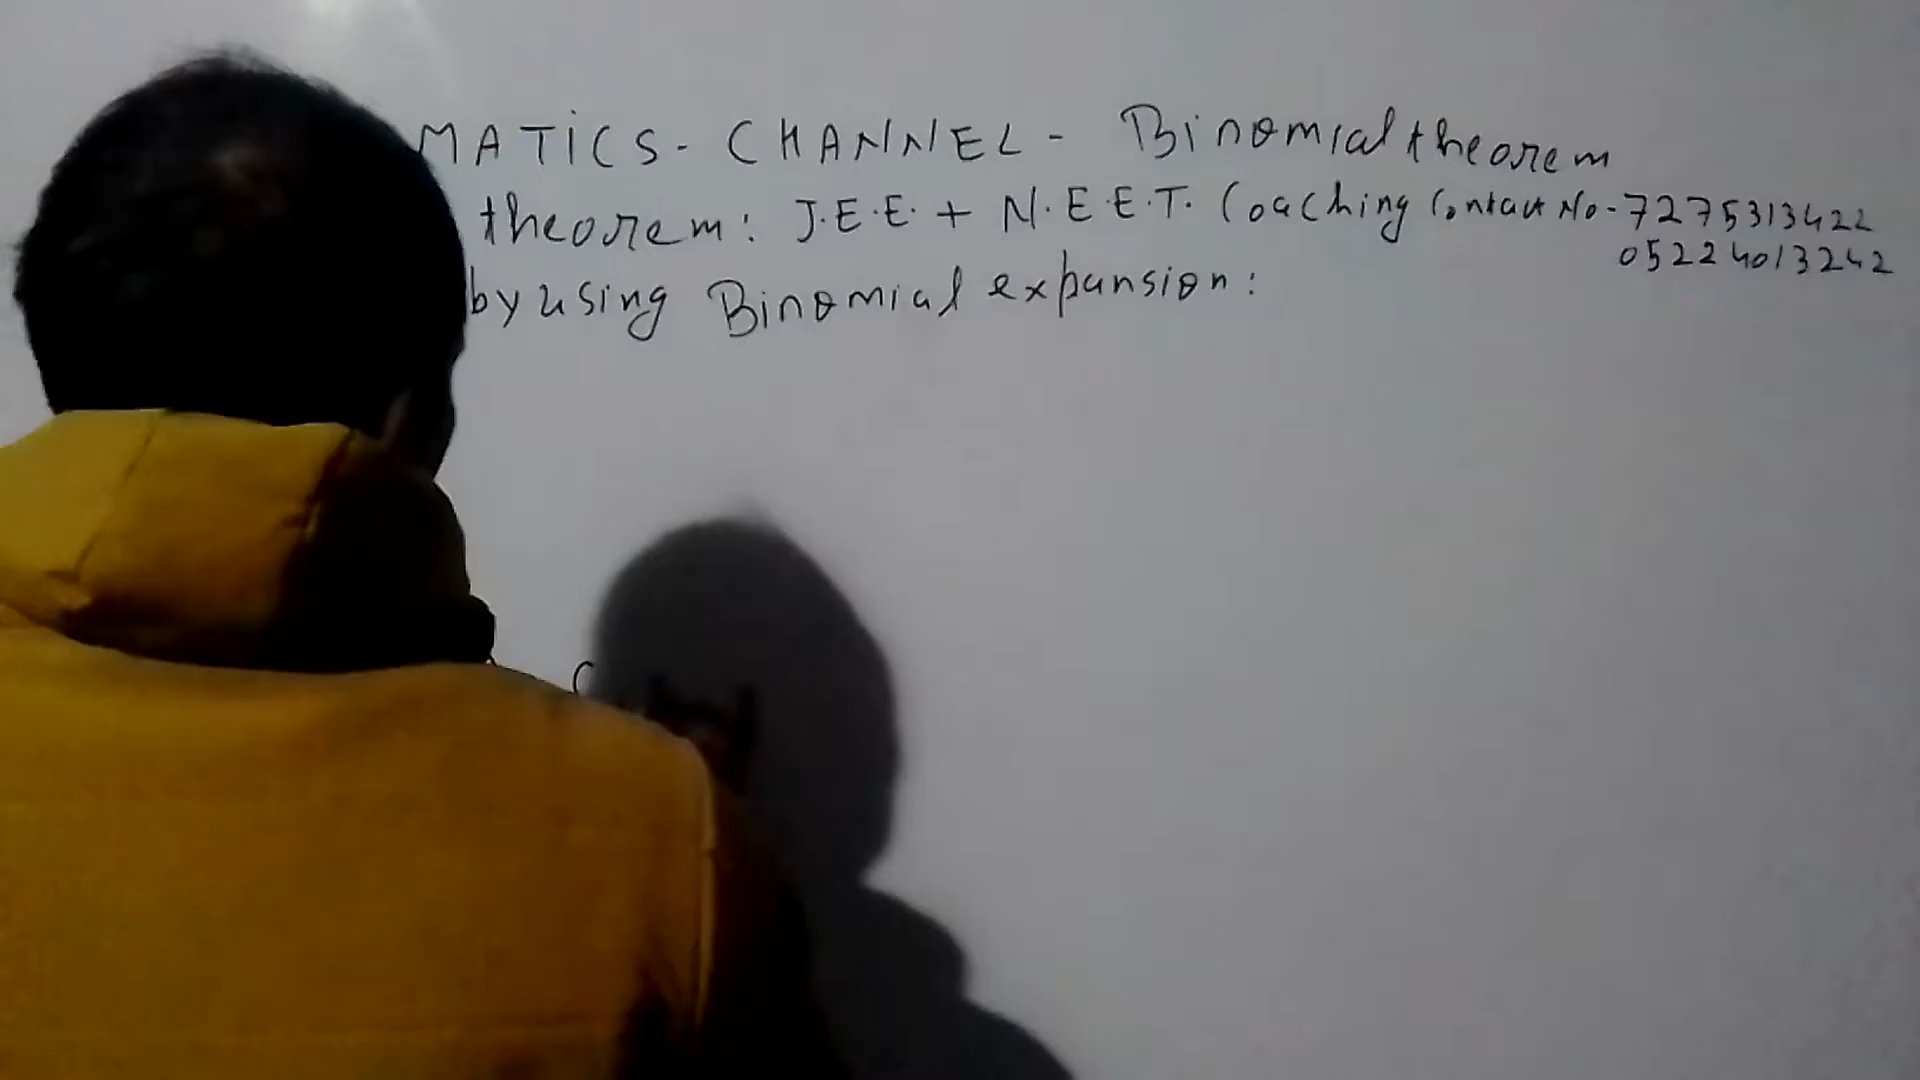 MATICS - CHANNEL - Binomial theorem
theorem: J.E.E. + N.E.E.T. Coaching Contact No - 7275313422
05224013242
by using Binomial expansion:
(